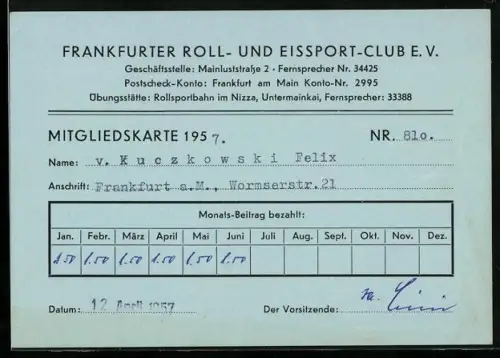 FRANKFURTER ROLL- UND EISSPORT-CLUB E. V.
Geschäftsstelle: Mainluststraße 2 · Fernsprecher Nr. 34425
Postscheck-Konto: Frankfurt am Main Konto-Nr. 2995
Übungsstätte: Rollsportbahn im Nizza, Untermainkai, Fernsprecher: 33388
MITGLIEDSKARTE 1957. NR. 810.
Name: v. Kuczkowski Felix
Anschrift: Frankfurt a.M., Wormserstr.21
Monats-Beitrag bezahlt:
Jan. Febr. März April Mai Juni Juli Aug. Sept. Okt. Nov. Dez.
1.50 1.50 1.50 1.50 1.50 1.50
Datum: 12 April 1957 Der Vorsitzende: